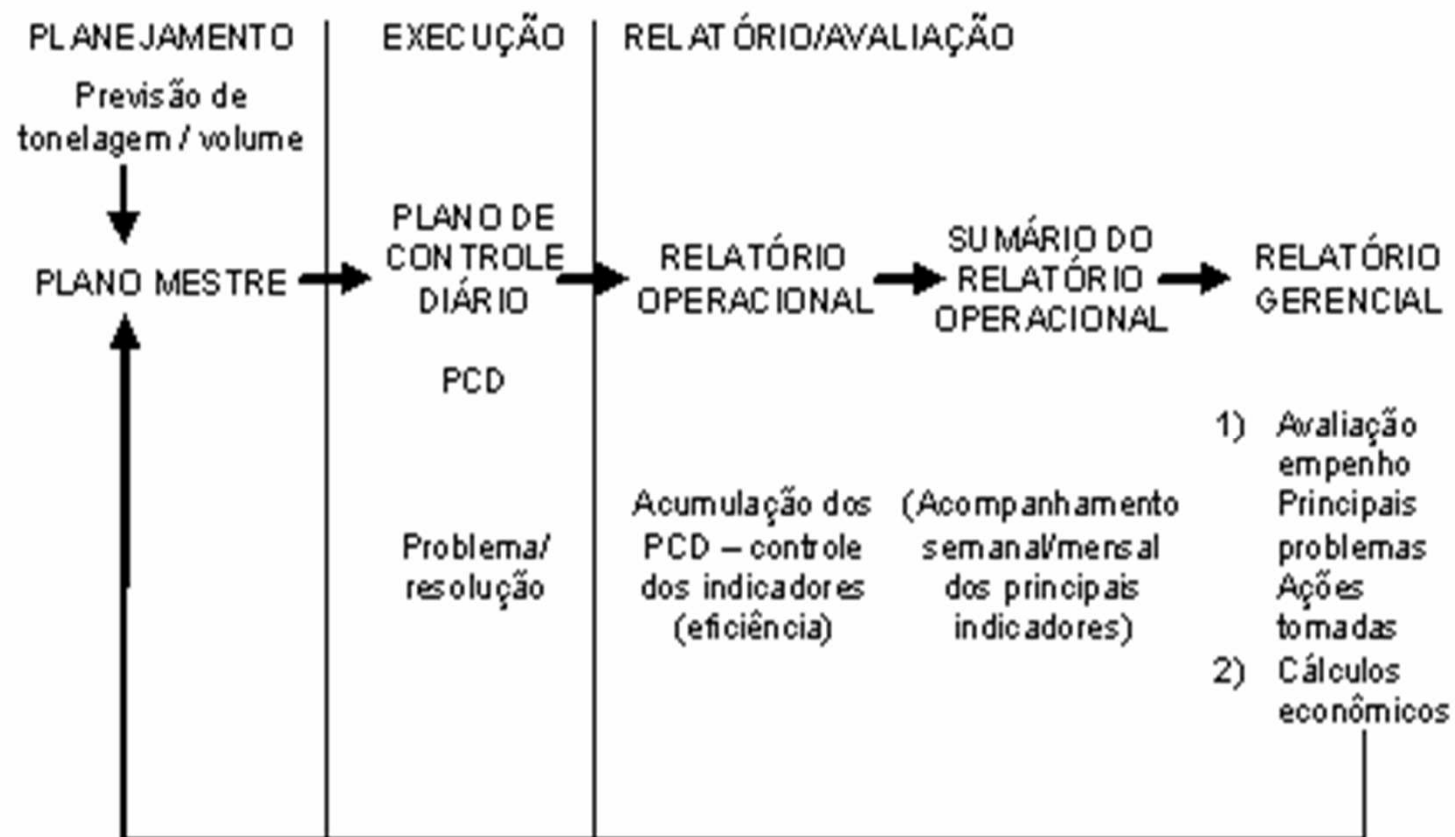 PLANEJAMENTO
Previsão de
tonelagem / volume
PLANO MESTRE
EXECUÇÃO
PLANO DE
CONTROLE
DIÁRIO
PCD
Problema/
resolução
RELATÓRIO/AVALIAÇÃO
RELATÓRIO
OPERACIONAL
Acumulação dos
PCD – controle
dos indicadores
(eficiência)
SUMÁRIO DO
RELATÓRIO
OPERACIONAL
(Acompanhamento
semanal/mensal
dos principais
indicadores)
RELATÓRIO
GERENCIAL
1) Avaliação
empenho
Principais
problemas
Ações
tomadas
2) Cálculos
econômicos